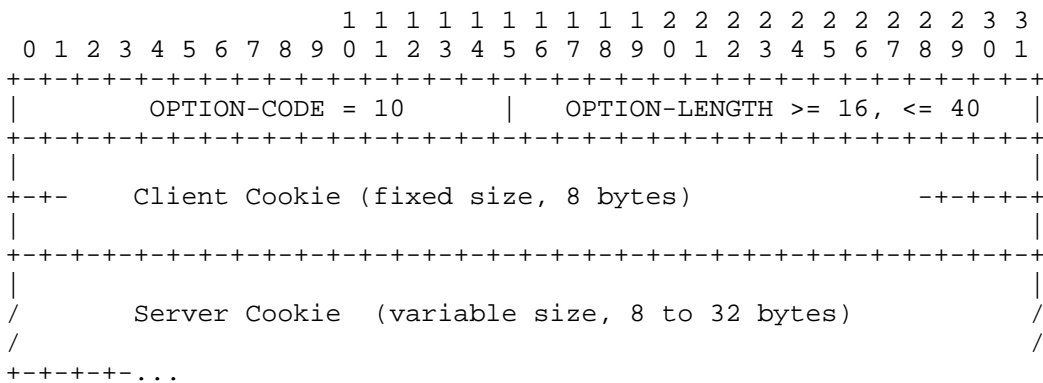 1 1 1 1 1 1 1 1 1 1 2 2 2 2 2 2 2 2 2 2 3 3
 0 1 2 3 4 5 6 7 8 9 0 1 2 3 4 5 6 7 8 9 0 1 2 3 4 5 6 7 8 9 0 1
+-+-+-+-+-+-+-+-+-+-+-+-+-+-+-+-+-+-+-+-+-+-+-+-+-+-+-+-+-+-+-+-+
|        OPTION-CODE = 10      |   OPTION-LENGTH >= 16, <= 40   |
+-+-+-+-+-+-+-+-+-+-+-+-+-+-+-+-+-+-+-+-+-+-+-+-+-+-+-+-+-+-+-+-+
|                                                               |
+-+-    Client Cookie (fixed size, 8 bytes)              -+-+-+-+
|                                                               |
+-+-+-+-+-+-+-+-+-+-+-+-+-+-+-+-+-+-+-+-+-+-+-+-+-+-+-+-+-+-+-+-+
|                                                               |
/       Server Cookie  (variable size, 8 to 32 bytes)           /
/                                                               /
+-+-+-+-...